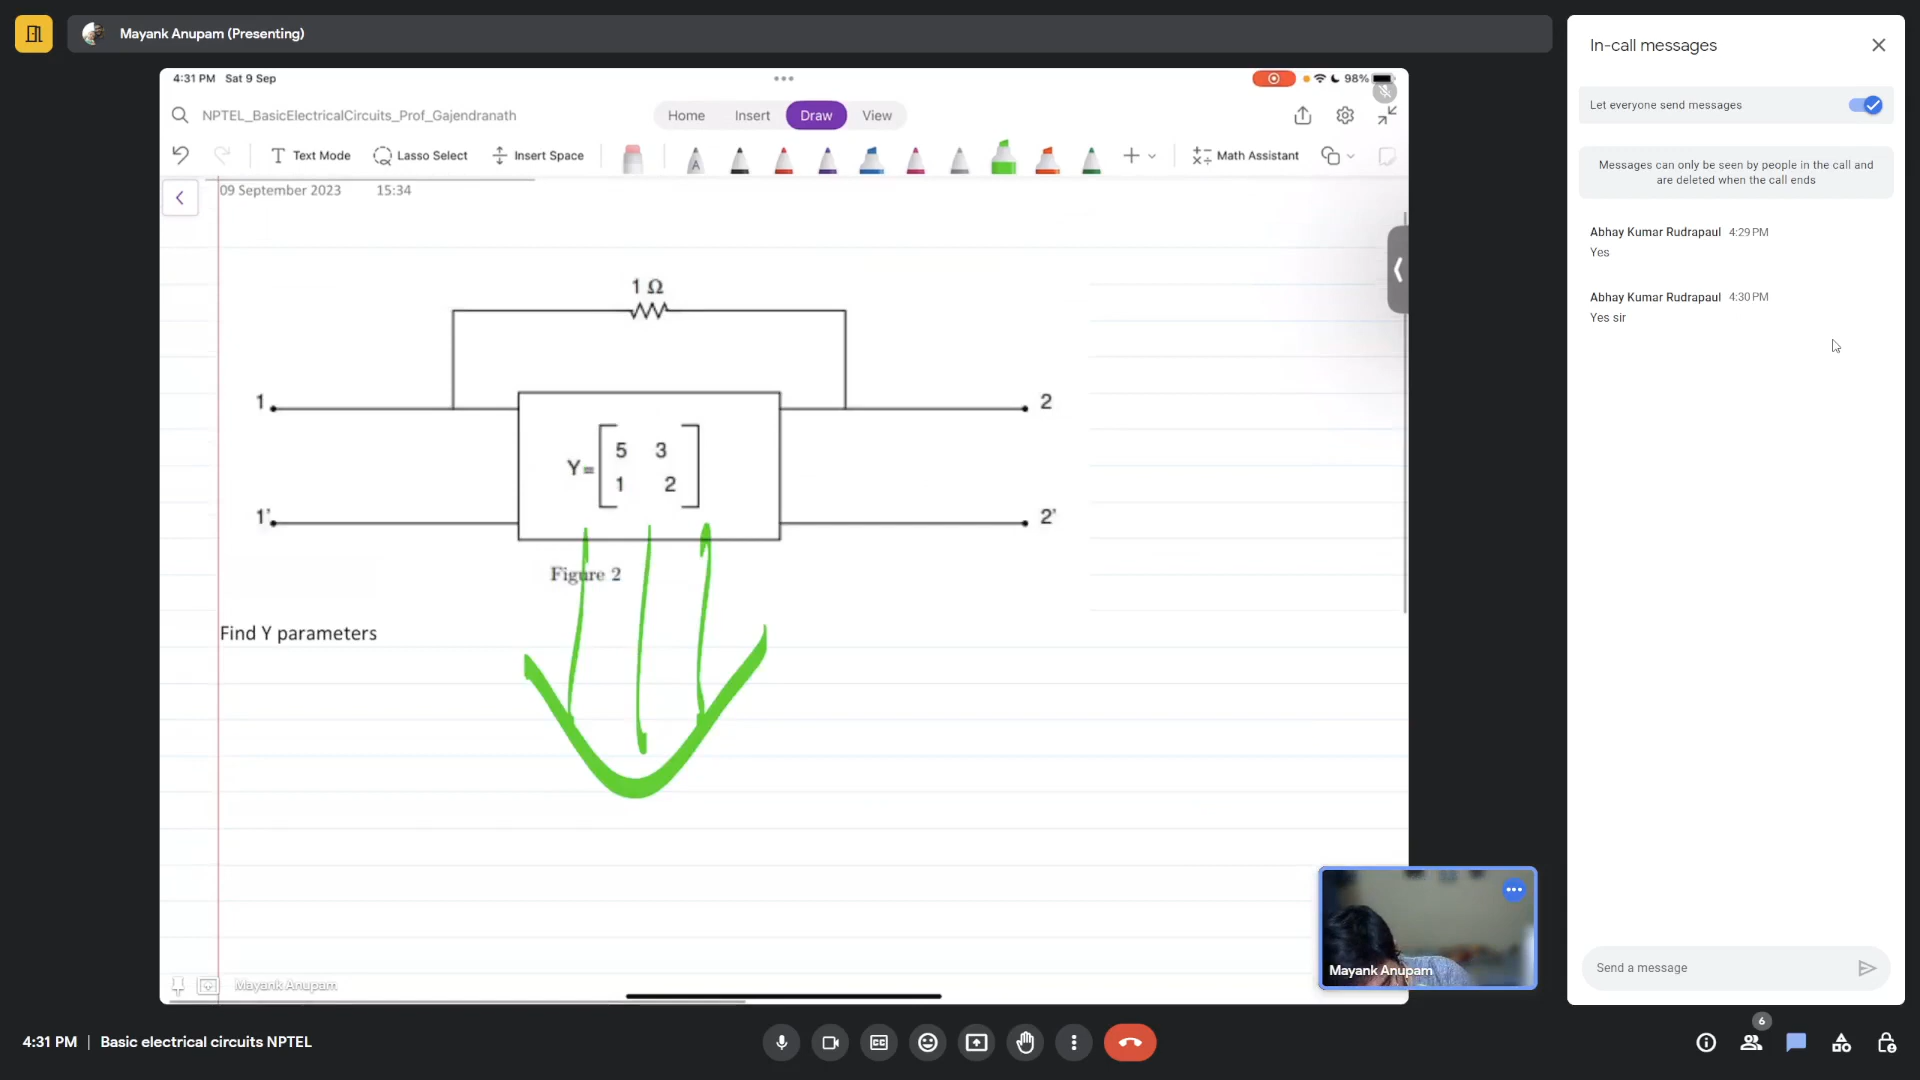 Mayank Anupam (Presenting)
4:31 PM Sat 9 Sep
98%
NPTEL_BasicElectricalCircuits_Prof_Gajendranath
Home Insert Draw View
Text Mode Lasso Select Insert Space A Math Assistant
09 September 2023 15:34
1 Ω
1 2
Y = 5 3
1 2
1' 2'
Figure 2
Find Y parameters
Mayank Anupam
Mayank Anupam
In-call messages
Let everyone send messages
Messages can only be seen by people in the call and
are deleted when the call ends
Abhay Kumar Rudrapaul 4:29 PM
Yes
Abhay Kumar Rudrapaul 4:30 PM
Yes sir
Send a message
4:31 PM | Basic electrical circuits NPTEL
CC
6